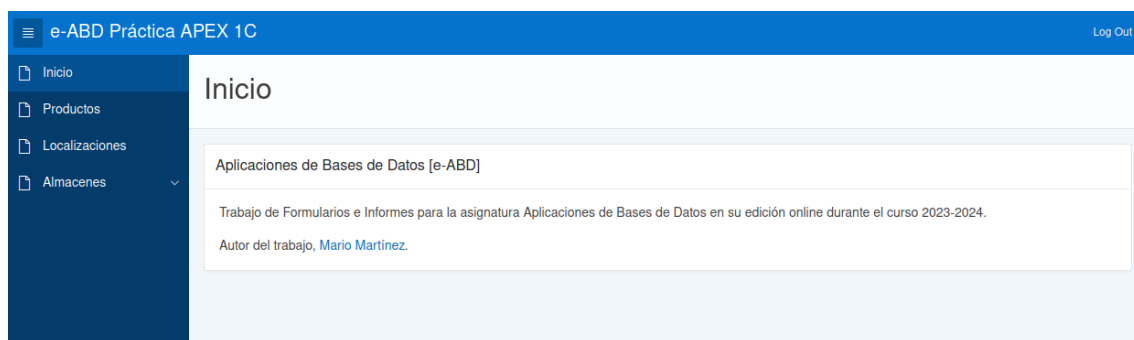 e-ABD Práctica APEX 1C
Log Out
Inicio
Productos
Localizaciones
Almacenes
Inicio
Aplicaciones de Bases de Datos [e-ABD]
Trabajo de Formularios e Informes para la asignatura Aplicaciones de Bases de Datos en su edición online durante el curso 2023-2024.
Autor del trabajo, Mario Martínez.